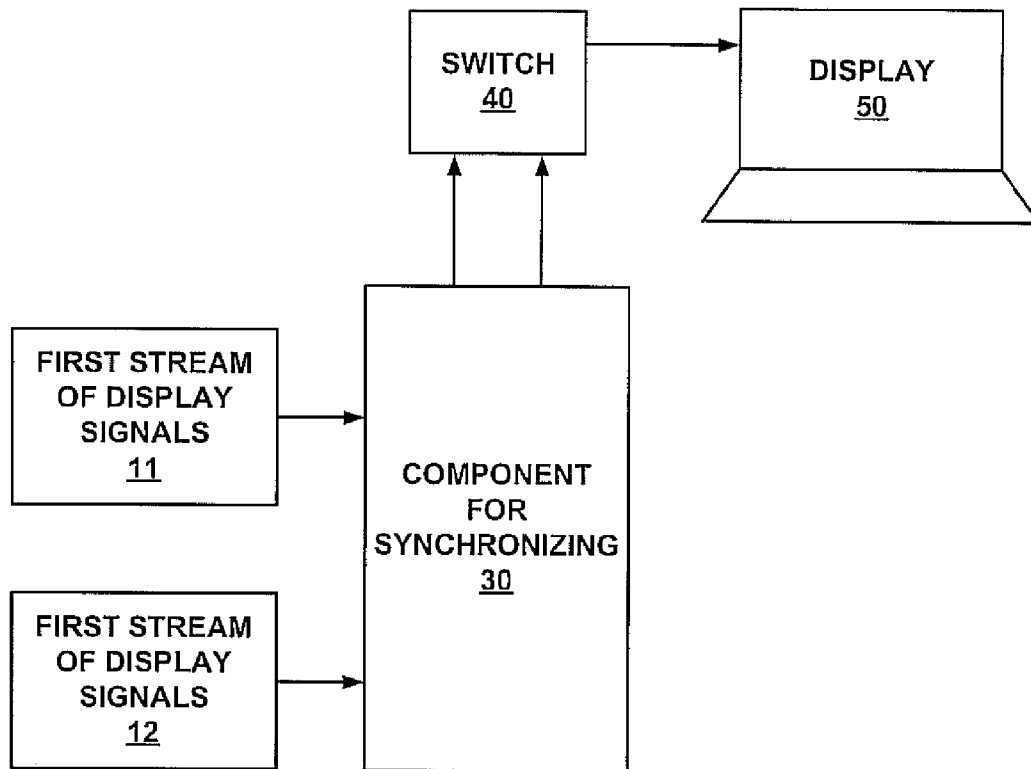 SWITCH
40
DISPLAY
50
FIRST STREAM
OF DISPLAY
SIGNALS
11
COMPONENT
FOR
SYNCHRONIZING
30
FIRST STREAM
OF DISPLAY
SIGNALS
12